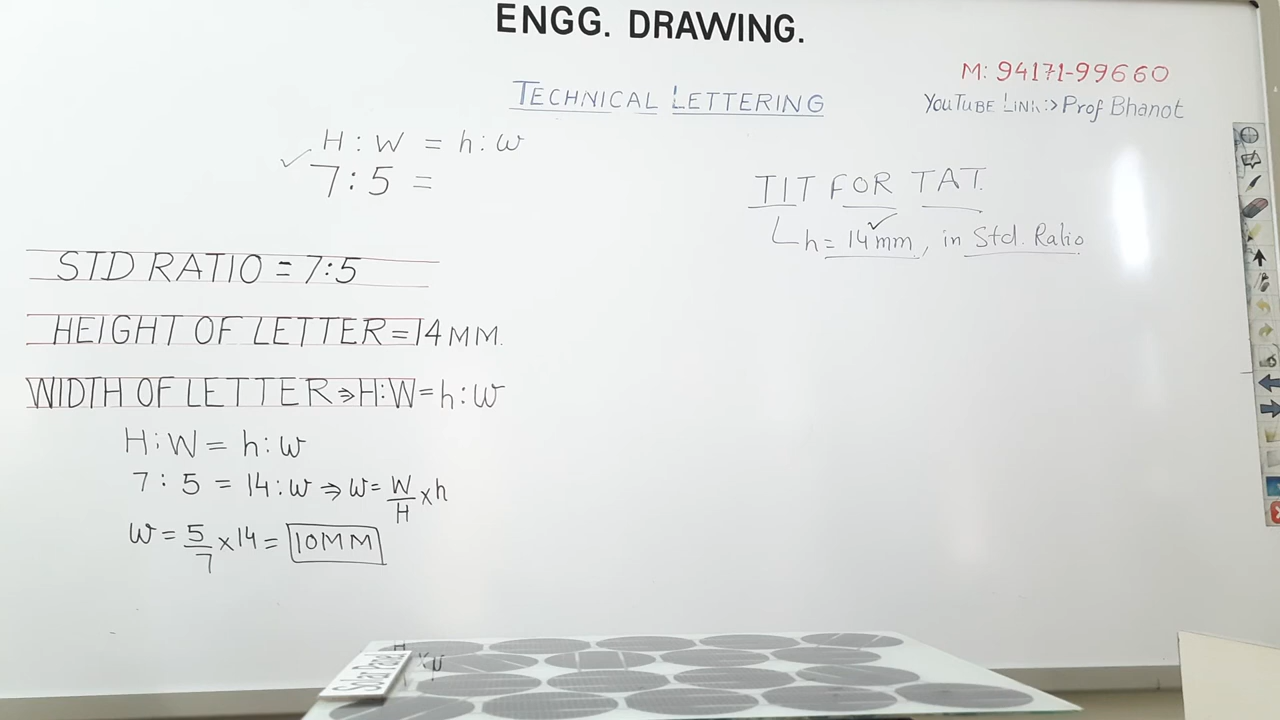 ENGG. DRAWING.
M: 94171-99660
TECHNICAL LETTERING
YOUTUBE LINK:> Prof Bhanot
H : W = h : w
7 : 5 =
TIT FOR TAT.
h = 14mm, in Std. Ratio
STD RATIO = 7:5
HEIGHT OF LETTER = 14 MM.
WIDTH OF LETTER ⇒ H:W = h:w
H:W = h:w
7 : 5 = 14 : w ⇒ w = W/H × h
w = 5/7 × 14 = 10MM
Solar Panel